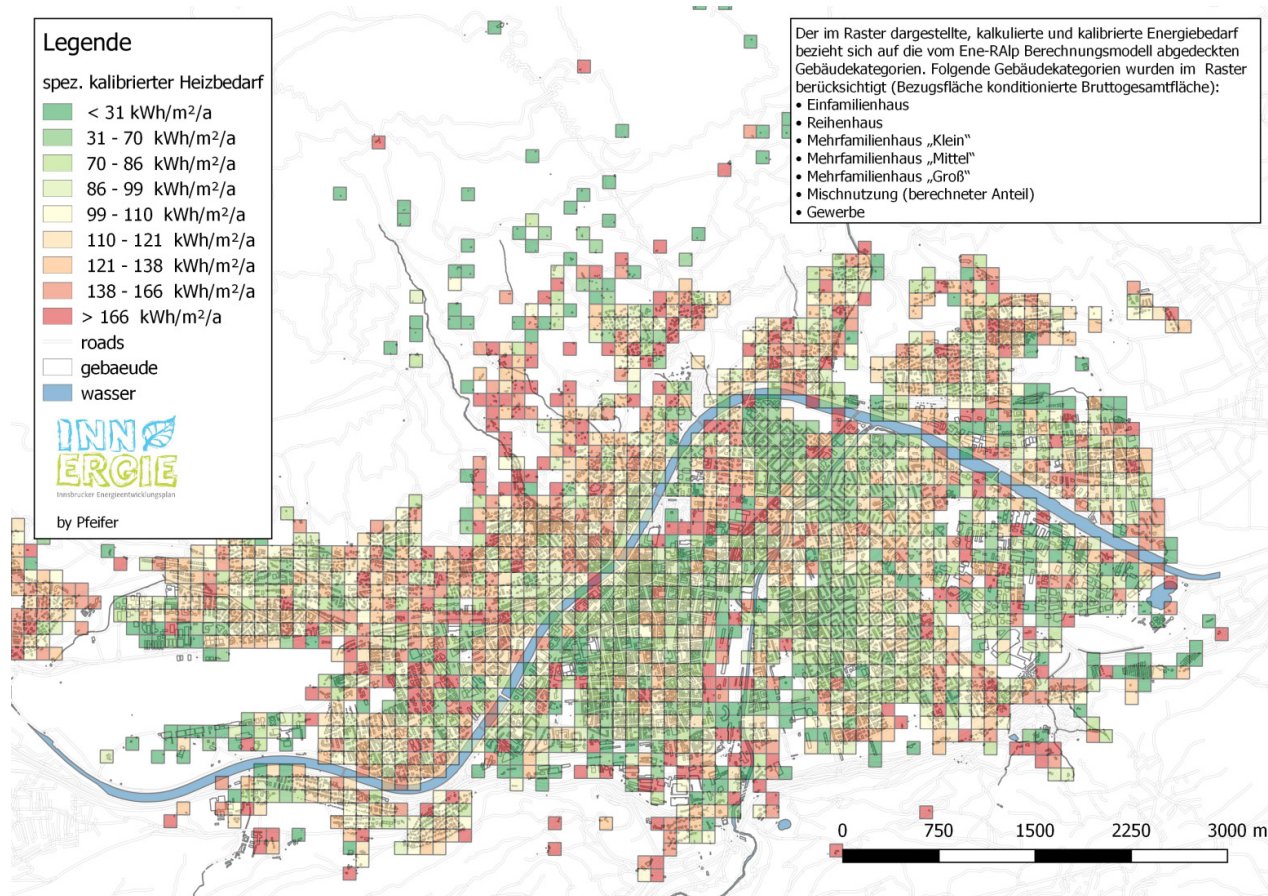 Legende
spez. kalibrierter Heizbedarf
< 31 kWh/m²/a
31 - 70 kWh/m²/a
70 - 86 kWh/m²/a
86 - 99 kWh/m²/a
99 - 110 kWh/m²/a
110 - 121 kWh/m²/a
121 - 138 kWh/m²/a
138 - 166 kWh/m²/a
> 166 kWh/m²/a
roads
gebaeude
wasser
INN
ERGIE
Innsbrucker Energieentwicklungsplan
by Pfeifer
Der im Raster dargestellte, kalkulierte und kalibrierte Energiebedarf
bezieht sich auf die vom Ene-RAlp Berechnungsmodell abgedeckten
Gebäudekategorien. Folgende Gebäudekategorien wurden im Raster
berücksichtigt (Bezugsfläche konditionierte Bruttogesamtfläche):
• Einfamilienhaus
• Reihenhaus
• Mehrfamilienhaus „Klein“
• Mehrfamilienhaus „Mittel“
• Mehrfamilienhaus „Groß“
• Mischnutzung (berechneter Anteil)
• Gewerbe
0 750 1500 2250 3000 m